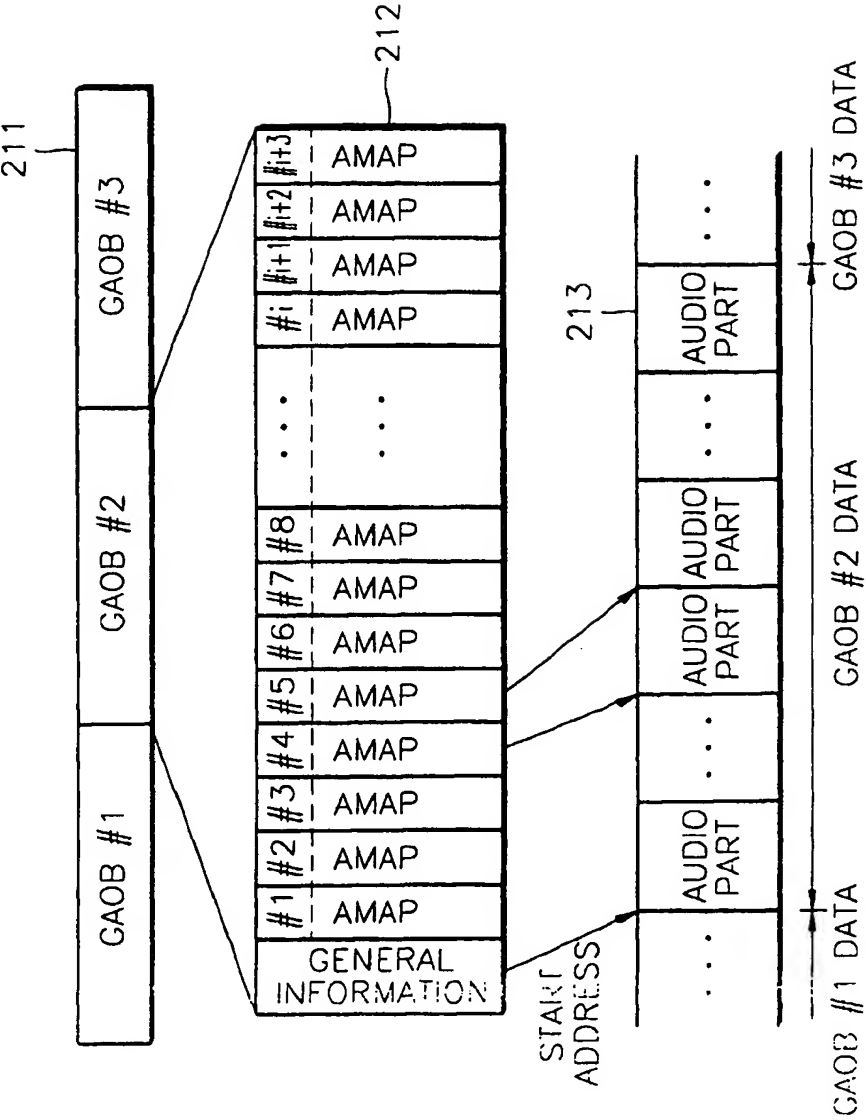 211
GAOB #1
GAOB #2
GAOB #3
212
GENERAL
INFORMATION
#1
AMAP
#2
AMAP
#3
AMAP
#4
AMAP
#5
AMAP
#6
AMAP
#7
AMAP
#8
AMAP
. . .
. . .
#i
AMAP
#i+1
AMAP
#i+2
AMAP
#i+3
AMAP
START
ADDRESS
213
. . . .
AUDIO
PART
. . .
AUDIO
PART
AUDIO
PART
. . .
AUDIO
PART
. . .
GAOB #1 DATA
GAOB #2 DATA
GAOB #3 DATA